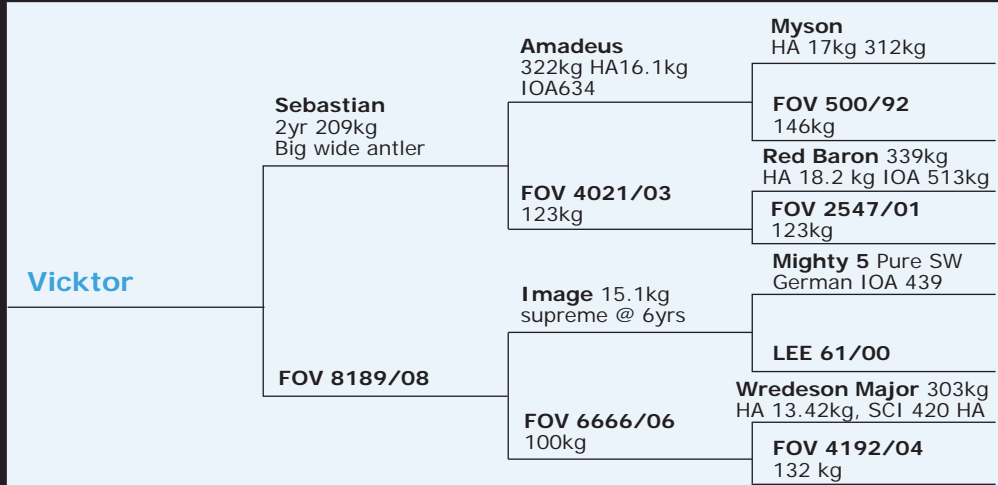 Vicktor
Sebastian
2yr 209kg
Big wide antler
FOV 8189/08
Amadeus
322kg HA16.1kg
IOA634
FOV 4021/03
123kg
Image 15.1kg
supreme @ 6yrs
FOV 6666/06
100kg
Myson
HA 17kg 312kg
FOV 500/92
146kg
Red Baron 339kg
HA 18.2 kg IOA 513kg
FOV 2547/01
123kg
Mighty 5 Pure SW
German IOA 439
LEE 61/00
Wredeson Major 303kg
HA 13.42kg, SCI 420 HA
FOV 4192/04
132 kg